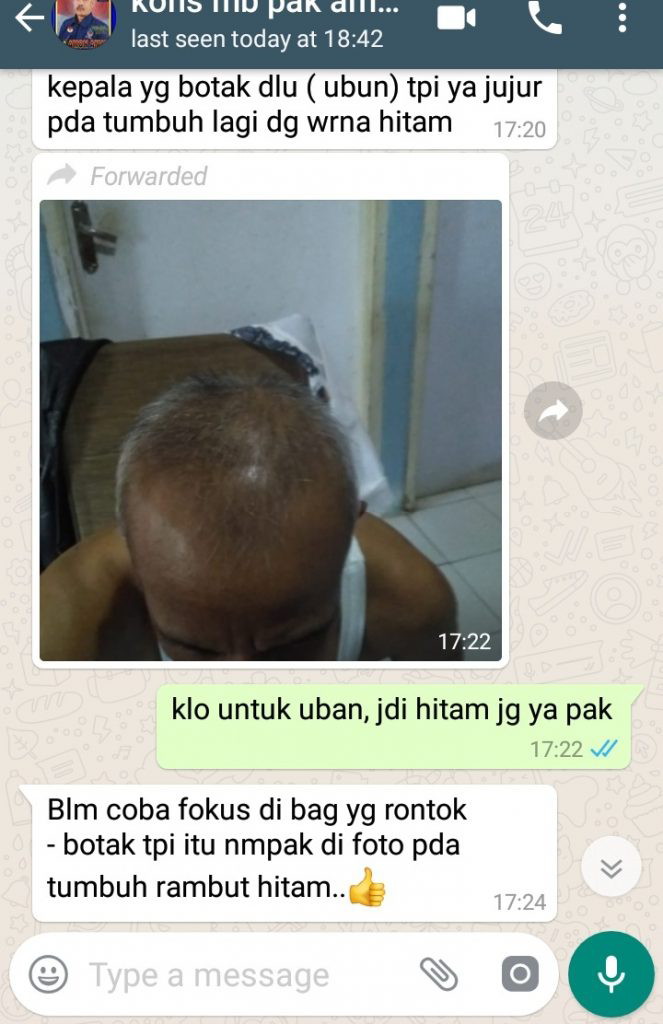 kons mb pak am...
last seen today at 18:42
kepala yg botak dlu ( ubun) tpi ya jujur
pda tumbuh lagi dg wrna hitam
17:20
Forwarded
17:22
klo untuk uban, jdi hitam jg ya pak
17:22
Blm coba fokus di bag yg rontok
- botak tpi itu nmpak di foto pda
tumbuh rambut hitam..👍
17:24
Type a message